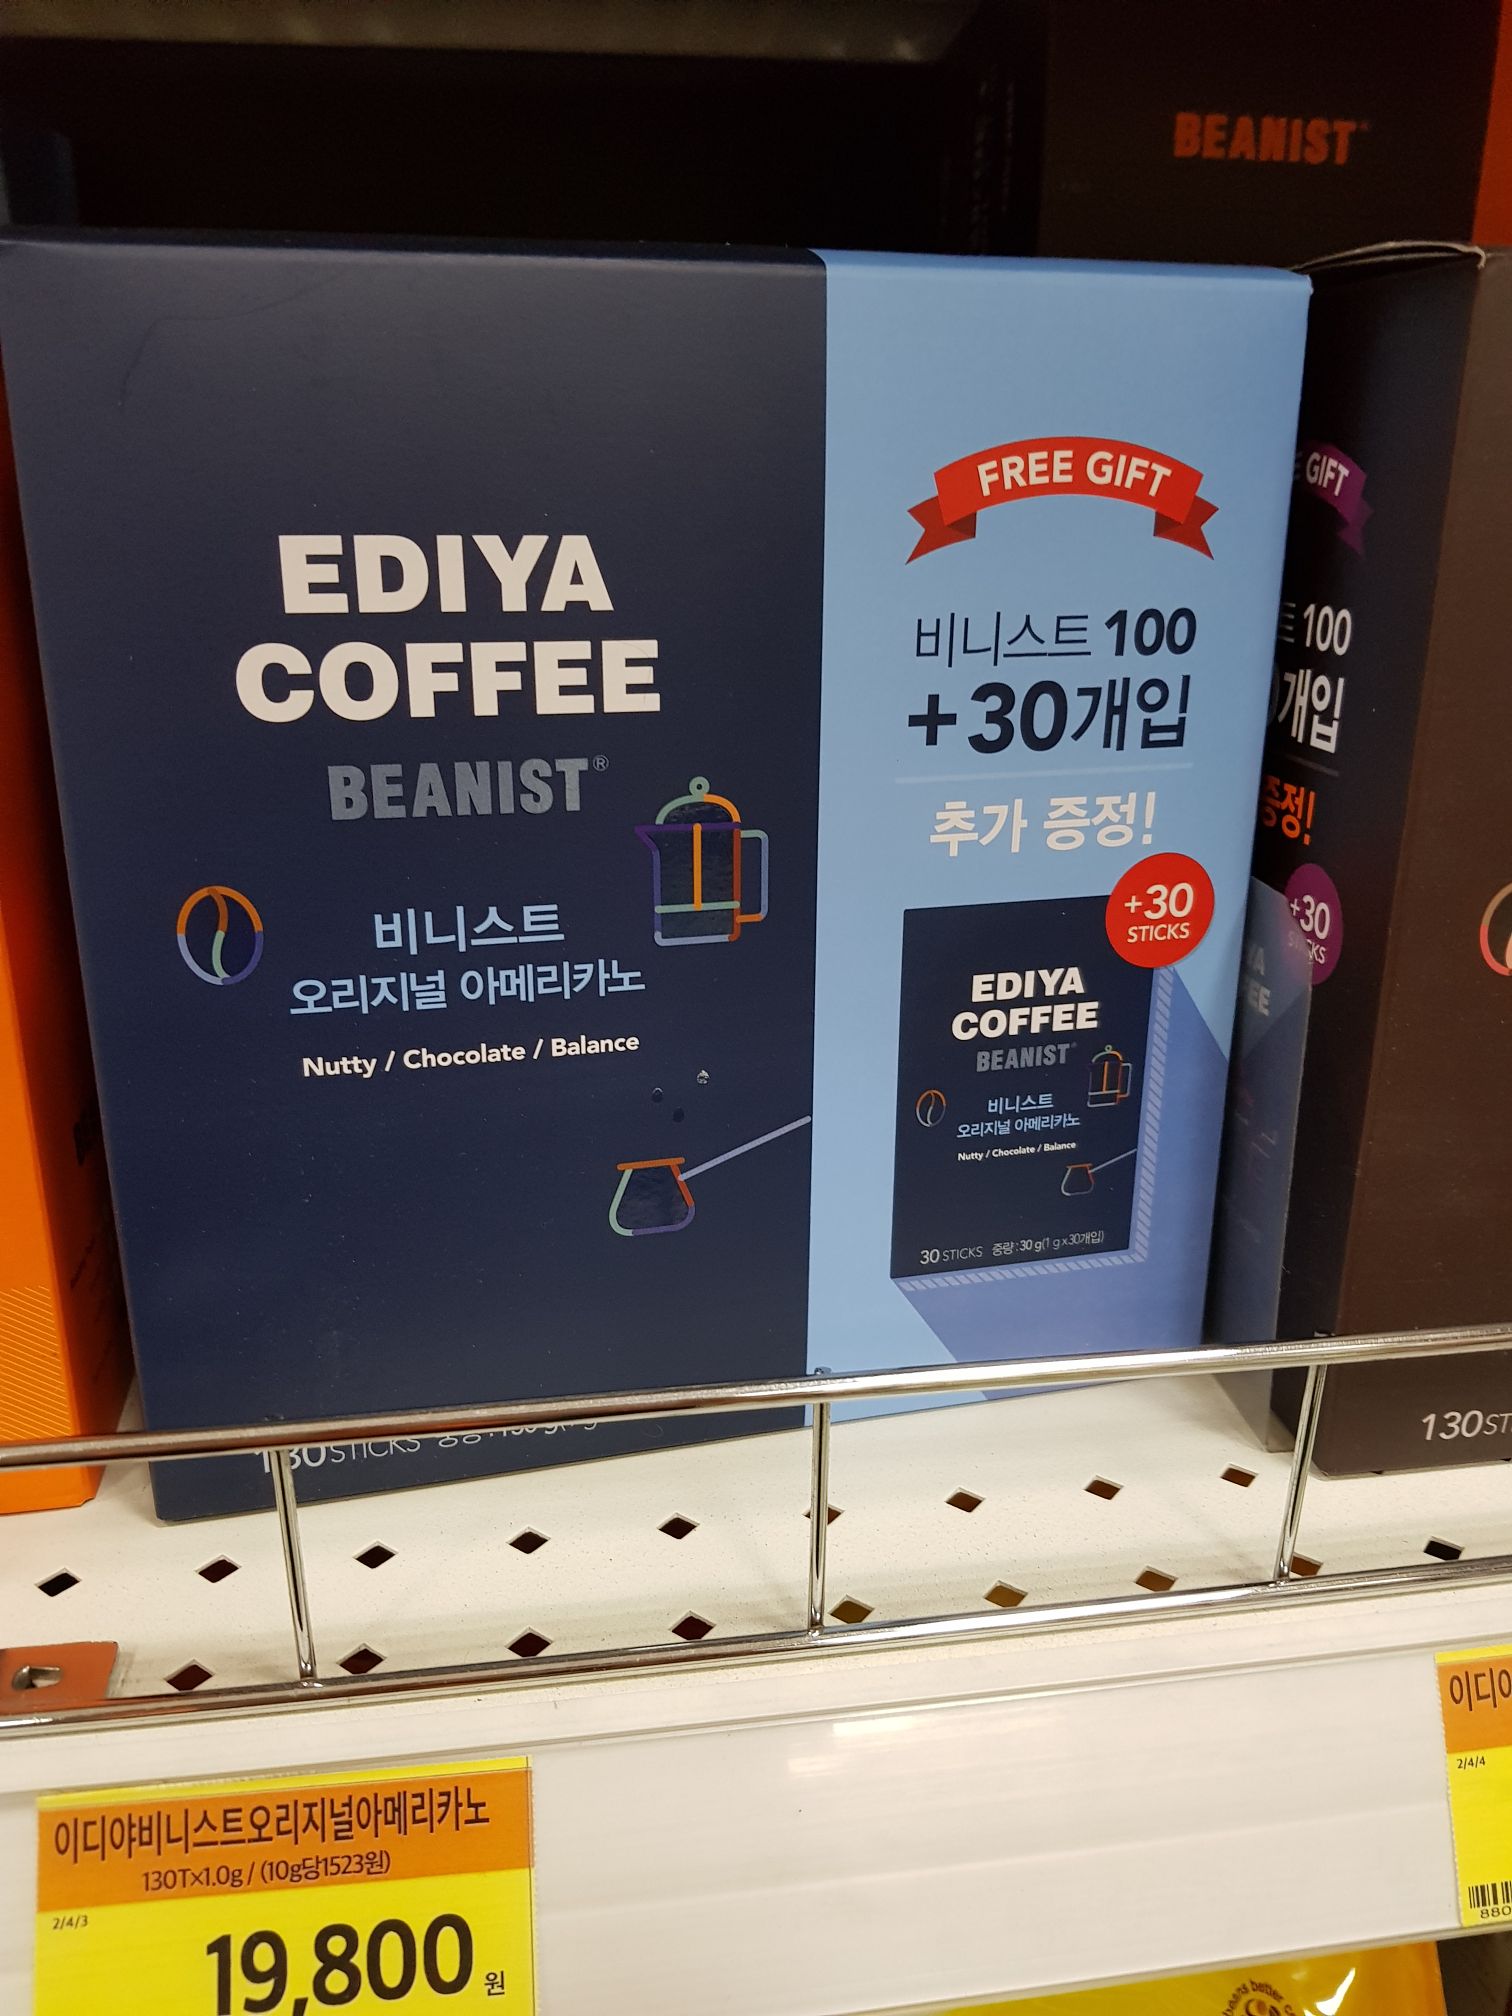 BEANIST
EDIYA
COFFEE
BEANIST®
비니스트
오리지널 아메리카노
Nutty / Chocolate / Balance
130 STICKS
FREE GIFT
비니스트 100
+30개입
추가 증정!
+30
STICKS
EDIYA
COFFEE
BEANIST
비니스트
오리지널 아메리카노
Nutty / Chocolate / Balance
30 STICKS 중량 : 30 g(1 g x 30개입)
GIFT
100
개입
증정!
+30
130 ST
이디야비니스트오리지널아메리카노
130T×1.0g / (10g당1523원)
2/4/3
19,800 원
이디
2/4/4
880